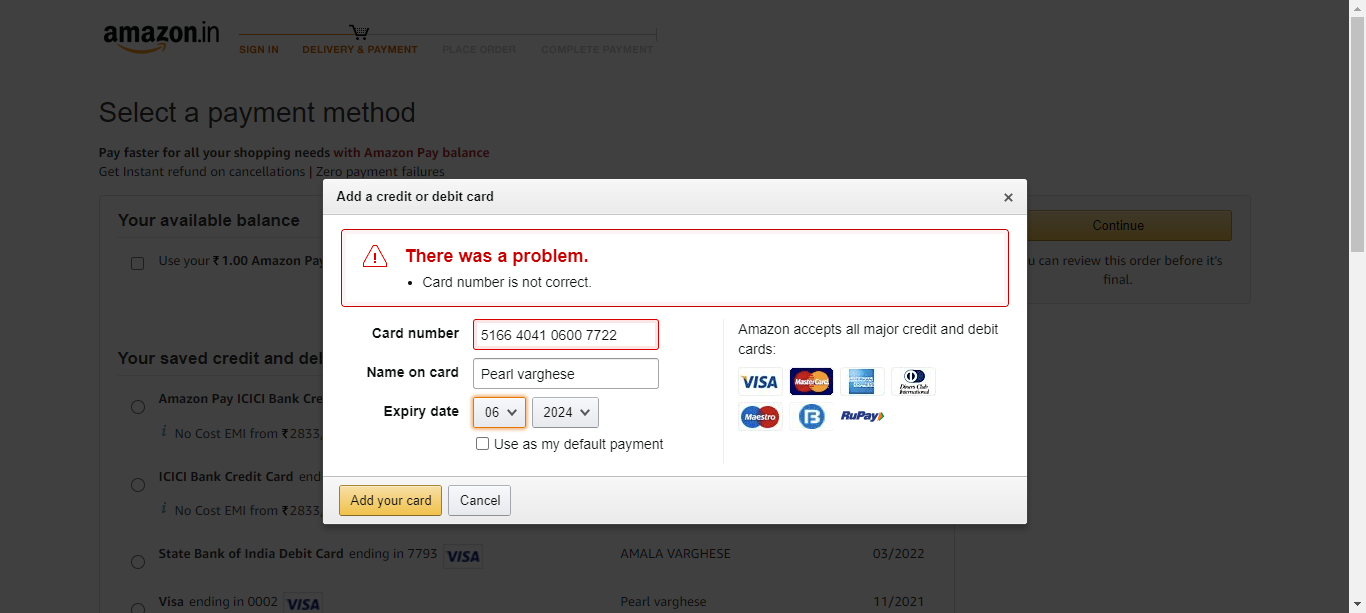 amazon.in
SIGN IN DELIVERY & PAYMENT PLACE ORDER COMPLETE PAYMENT
Select a payment method
Pay faster for all your shopping needs with Amazon Pay balance
Get Instant refund on cancellations | Zero payment failures
Add a credit or debit card ×
Your available balance
Continue
Use your ₹ 1.00 Amazon Pay
u can review this order before it's
final.
There was a problem.
• Card number is not correct.
Card number 5166 4041 0600 7722
Name on card Pearl varghese
Expiry date 06 2024
Use as my default payment
Amazon accepts all major credit and debit
cards:
VISA MasterCard AMERICAN EXPRESS Diners Club International
Maestro RuPay
Add your card Cancel
Your saved credit and de
Amazon Pay ICICI Bank Cre
i No Cost EMI from ₹2833,
ICICI Bank Credit Card end
i No Cost EMI from ₹2833,
State Bank of India Debit Card ending in 7793 VISA AMALA VARGHESE 03/2022
Visa ending in 0002 VISA Pearl varghese 11/2021